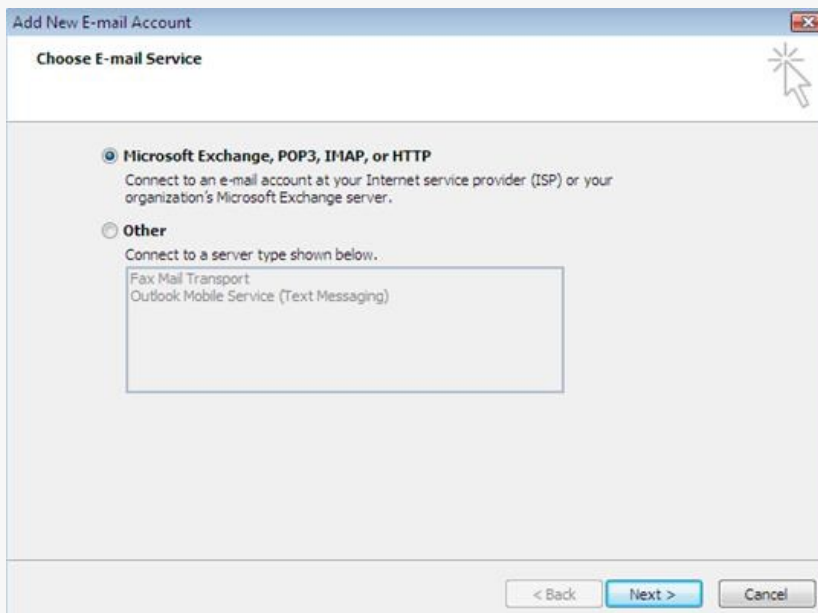 Add New E-mail Account
Choose E-mail Service
Microsoft Exchange, POP3, IMAP, or HTTP
Connect to an e-mail account at your Internet service provider (ISP) or your
organization's Microsoft Exchange server.
Other
Connect to a server type shown below.
Fax Mail Transport
Outlook Mobile Service (Text Messaging)
< Back
Next >
Cancel